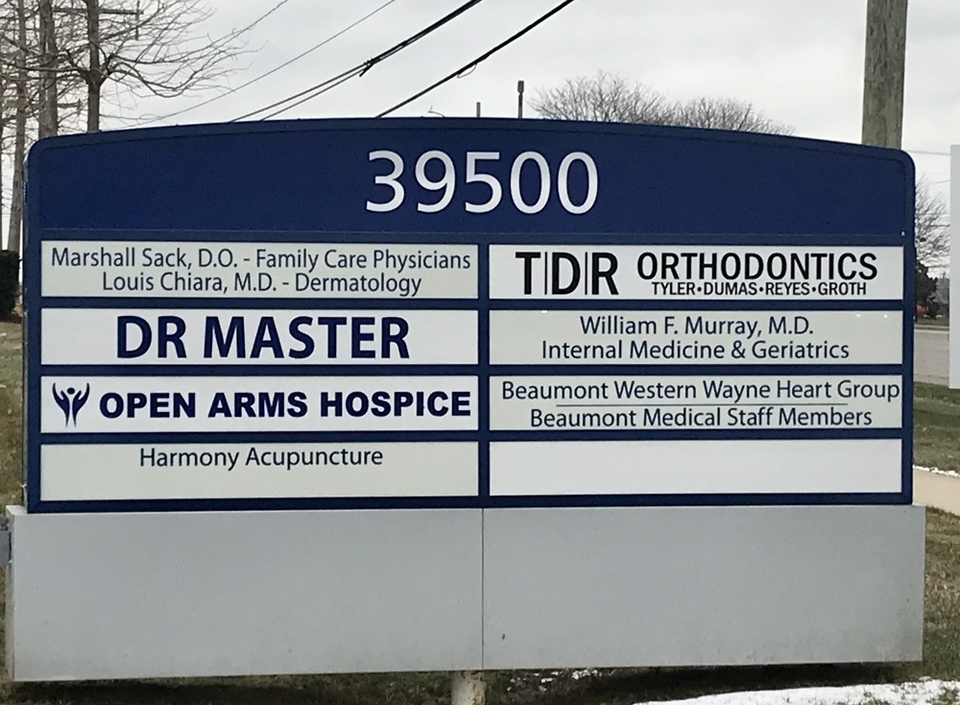 39500
Marshall Sack, D.O. - Family Care Physicians
Louis Chiara, M.D. - Dermatology
DR MASTER
OPEN ARMS HOSPICE
Harmony Acupuncture
TDR ORTHODONTICS
TYLER•DUMAS•REYES•GROTH
William F. Murray, M.D.
Internal Medicine & Geriatrics
Beaumont Western Wayne Heart Group
Beaumont Medical Staff Members